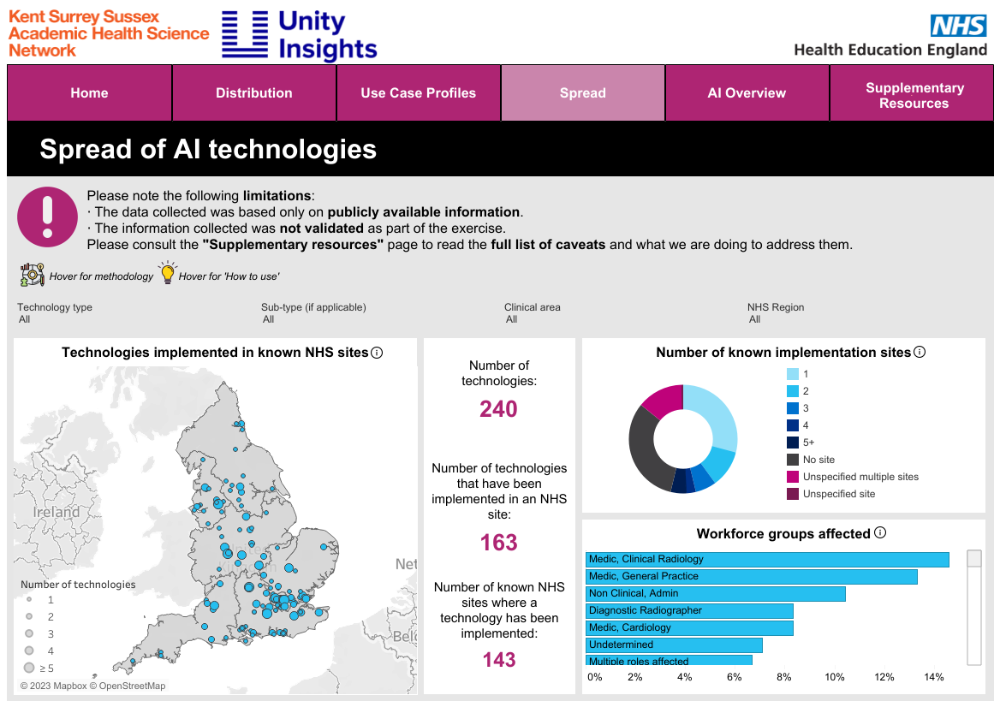 Kent Surrey Sussex
Academic Health Science
Network
Unity
Insights
NHS
Health Education England
Home
Distribution
Use Case Profiles
Spread
AI Overview
Supplementary
Resources
Spread of AI technologies
Please note the following limitations:
· The data collected was based only on publicly available information.
· The information collected was not validated as part of the exercise.
Please consult the "Supplementary resources" page to read the full list of caveats and what we are doing to address them.
Hover for methodology
Hover for 'How to use'
Technology type
All
Sub-type (if applicable)
All
Clinical area
All
NHS Region
All
Technologies implemented in known NHS sites
Ireland
Net
Belg
Number of technologies
1
2
3
4
≥ 5
© 2023 Mapbox © OpenStreetMap
Number of
technologies:
240
Number of technologies
that have been
implemented in an NHS
site:
163
Number of known NHS
sites where a
technology has been
implemented:
143
Number of known implementation sites
1
2
3
4
5+
No site
Unspecified multiple sites
Unspecified site
Workforce groups affected
Medic, Clinical Radiology
Medic, General Practice
Non Clinical, Admin
Diagnostic Radiographer
Medic, Cardiology
Undetermined
Multiple roles affected
0% 2% 4% 6% 8% 10% 12% 14%